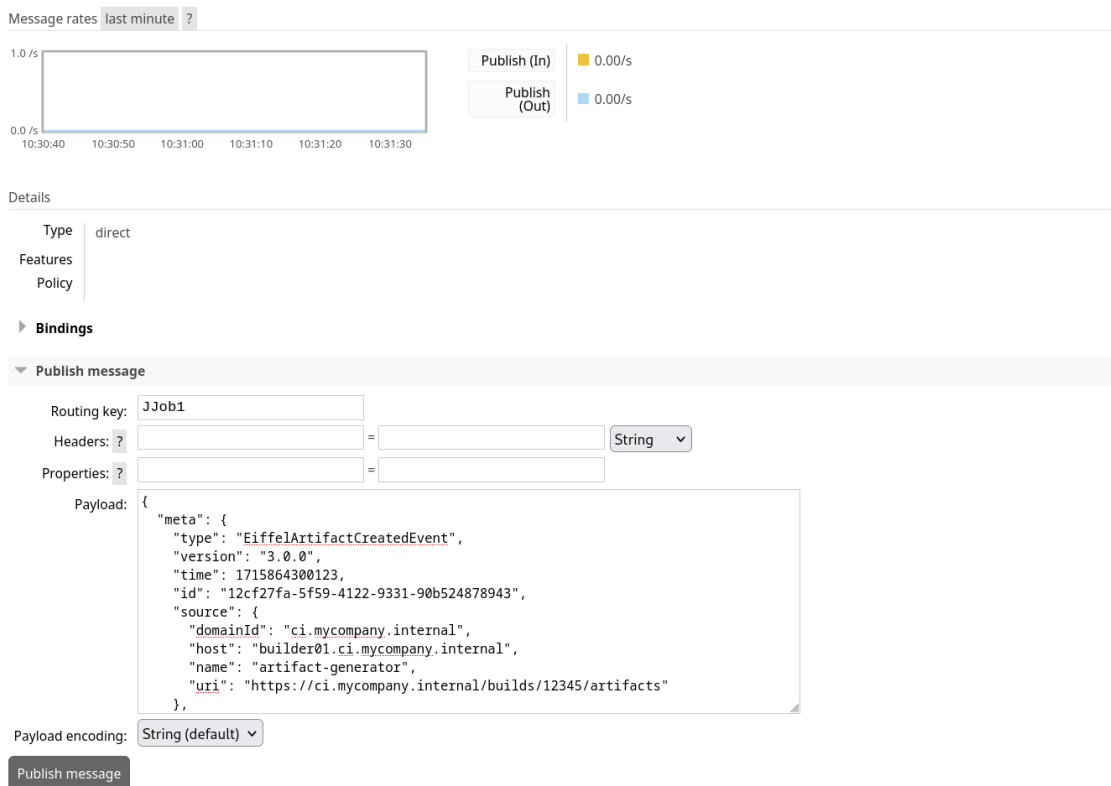 Message rates last minute ?
1.0 /s
0.0 /s
10:30:40 10:30:50 10:31:00 10:31:10 10:31:20 10:31:30
Publish (In) 0.00/s
Publish
(Out) 0.00/s
Details
Type direct
Features
Policy
Bindings
Publish message
Routing key: JJob1
Headers: ? = String
Properties: ? =
Payload: {
"meta": {
"type": "EiffelArtifactCreatedEvent",
"version": "3.0.0",
"time": 1715864300123,
"id": "12cf27fa-5f59-4122-9331-90b524878943",
"source": {
"domainId": "ci.mycompany.internal",
"host": "builder01.ci.mycompany.internal",
"name": "artifact-generator",
"uri": "https://ci.mycompany.internal/builds/12345/artifacts"
},
Payload encoding: String (default)
Publish message